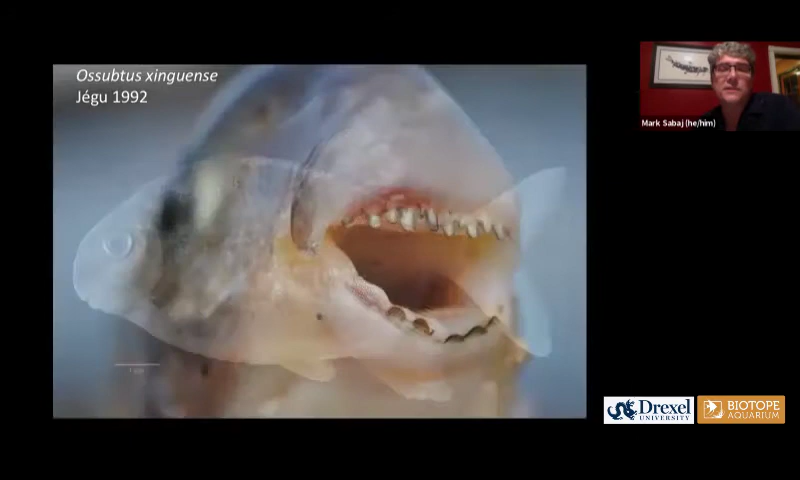 Ossubtus xinguense
Jégu 1992
Mark Sabaj (he/him)
Drexel
UNIVERSITY
BIOTOPE
AQUARIUM